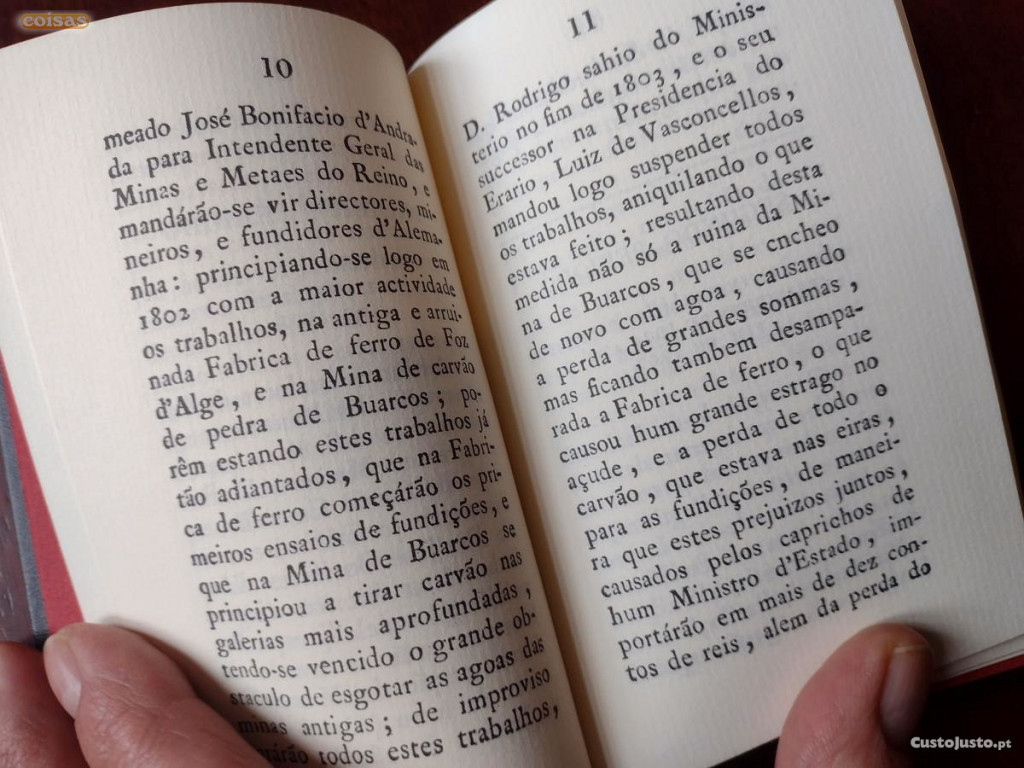 coisas
10
meado José Bonifacio d'Andra-
da para Intendente Geral das
Minas e Metaes do Reino, e
mandárão-se vir directores, mi-
neiros, e fundidores d'Alema-
nha: principiando-se logo em
1802 com a maior actividade
os trabalhos, na antiga e arrui-
nada Fabrica de ferro de Foz
d'Alge, e na Mina de carvão
de pedra de Buarcos; po-
rêm estando estes trabalhos já
tão adiantados, que na Fabri-
ca de ferro começárão os pri-
meiros ensaios de fundições, e
que na Mina de Buarcos se
principiou a tirar carvão nas
galerias mais aprofundadas,
tendo-se vencido o grande ob-
staculo de esgotar as agoas das
minas antigas; de improviso
todos estes trabalhos,
11
D. Rodrigo sahio do Minis-
terio no fim de 1803, e o seu
successor na Presidencia do
Erario, Luiz de Vasconcellos,
mandou logo suspender todos
os trabalhos, aniquilando o que
estava feito; resultando desta
medida não só a ruina da Mi-
na de Buarcos, que se encheo
de novo com agoa, causando
a perda de grandes sommas,
mas ficando tambem desampa-
rada a Fabrica de ferro, o que
causou hum grande estrago no
açude, e a perda de todo o
carvão, que estava nas eiras,
para as fundições, de manei-
ra que estes prejuizos juntos,
causados pelos caprichos de
hum Ministro d'Estado, im-
portárão em mais de dez con-
tos de reis, alem da perda do
CustoJusto.pt